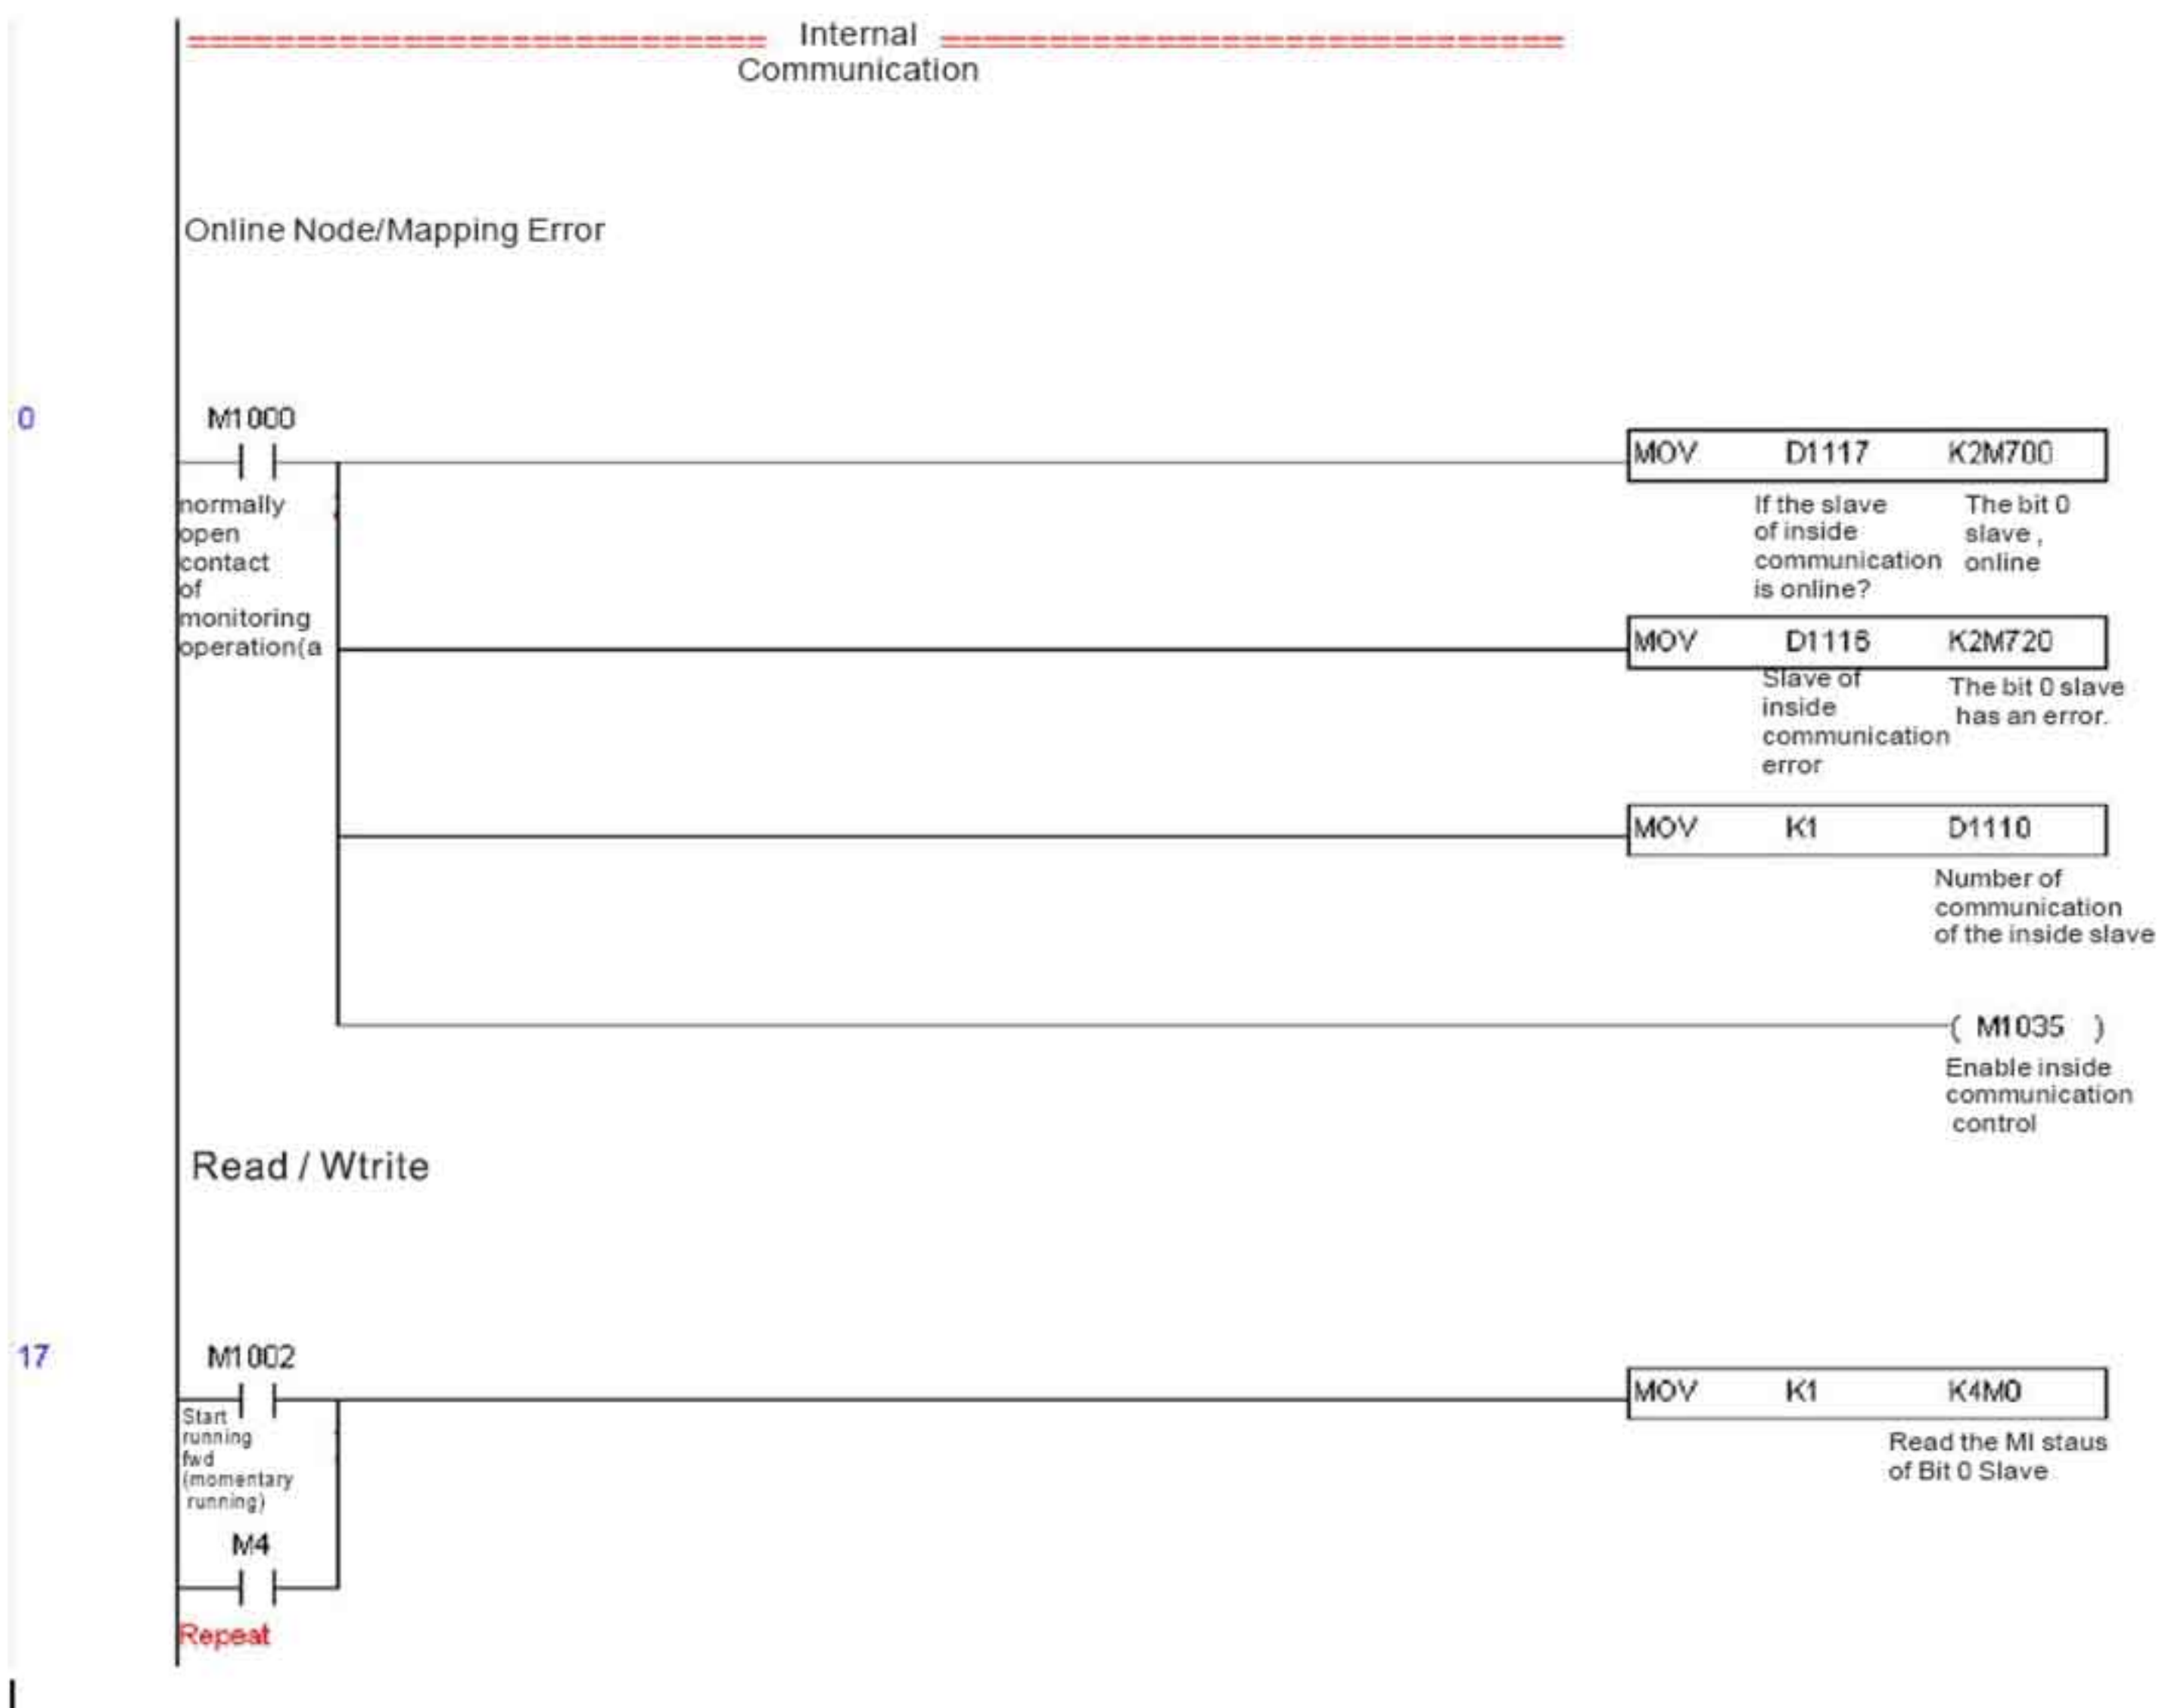 ============================ Internal ==============================
Communication
Online Node/Mapping Error
0
M1000
MOV D1117 K2M700
normally
open
contact
of
monitoring
operation(a
If the slave
of inside
communication
is online?
The bit 0
slave ,
online
MOV D1116 K2M720
Slave of
inside
communication
error
The bit 0 slave
has an error.
MOV K1 D1110
Number of
communication
of the inside slave
( M1035 )
Enable inside
communication
control
Read / Wtrite
17
M1002
MOV K1 K4M0
Start
running
fwd
(momentary
running)
Read the MI staus
of Bit 0 Slave
M4
Repeat